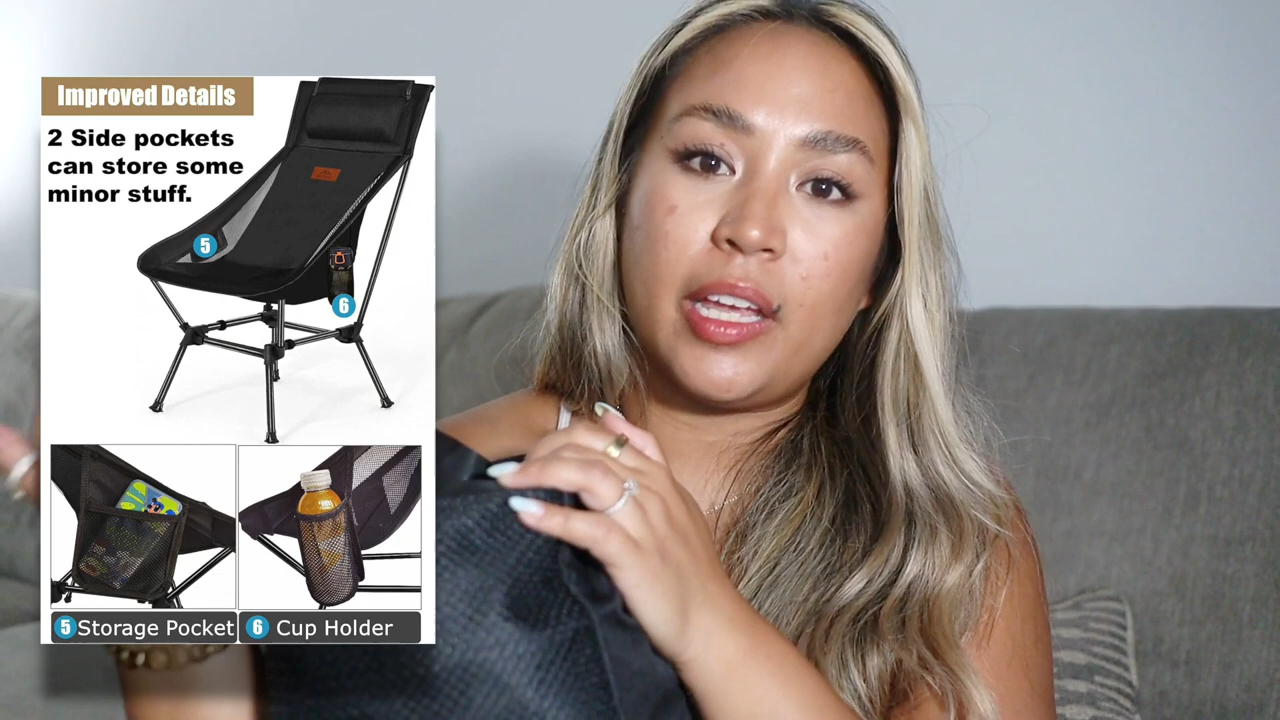 Improved Details
2 Side pockets
can store some
minor stuff.
5
6
5 Storage Pocket
6 Cup Holder